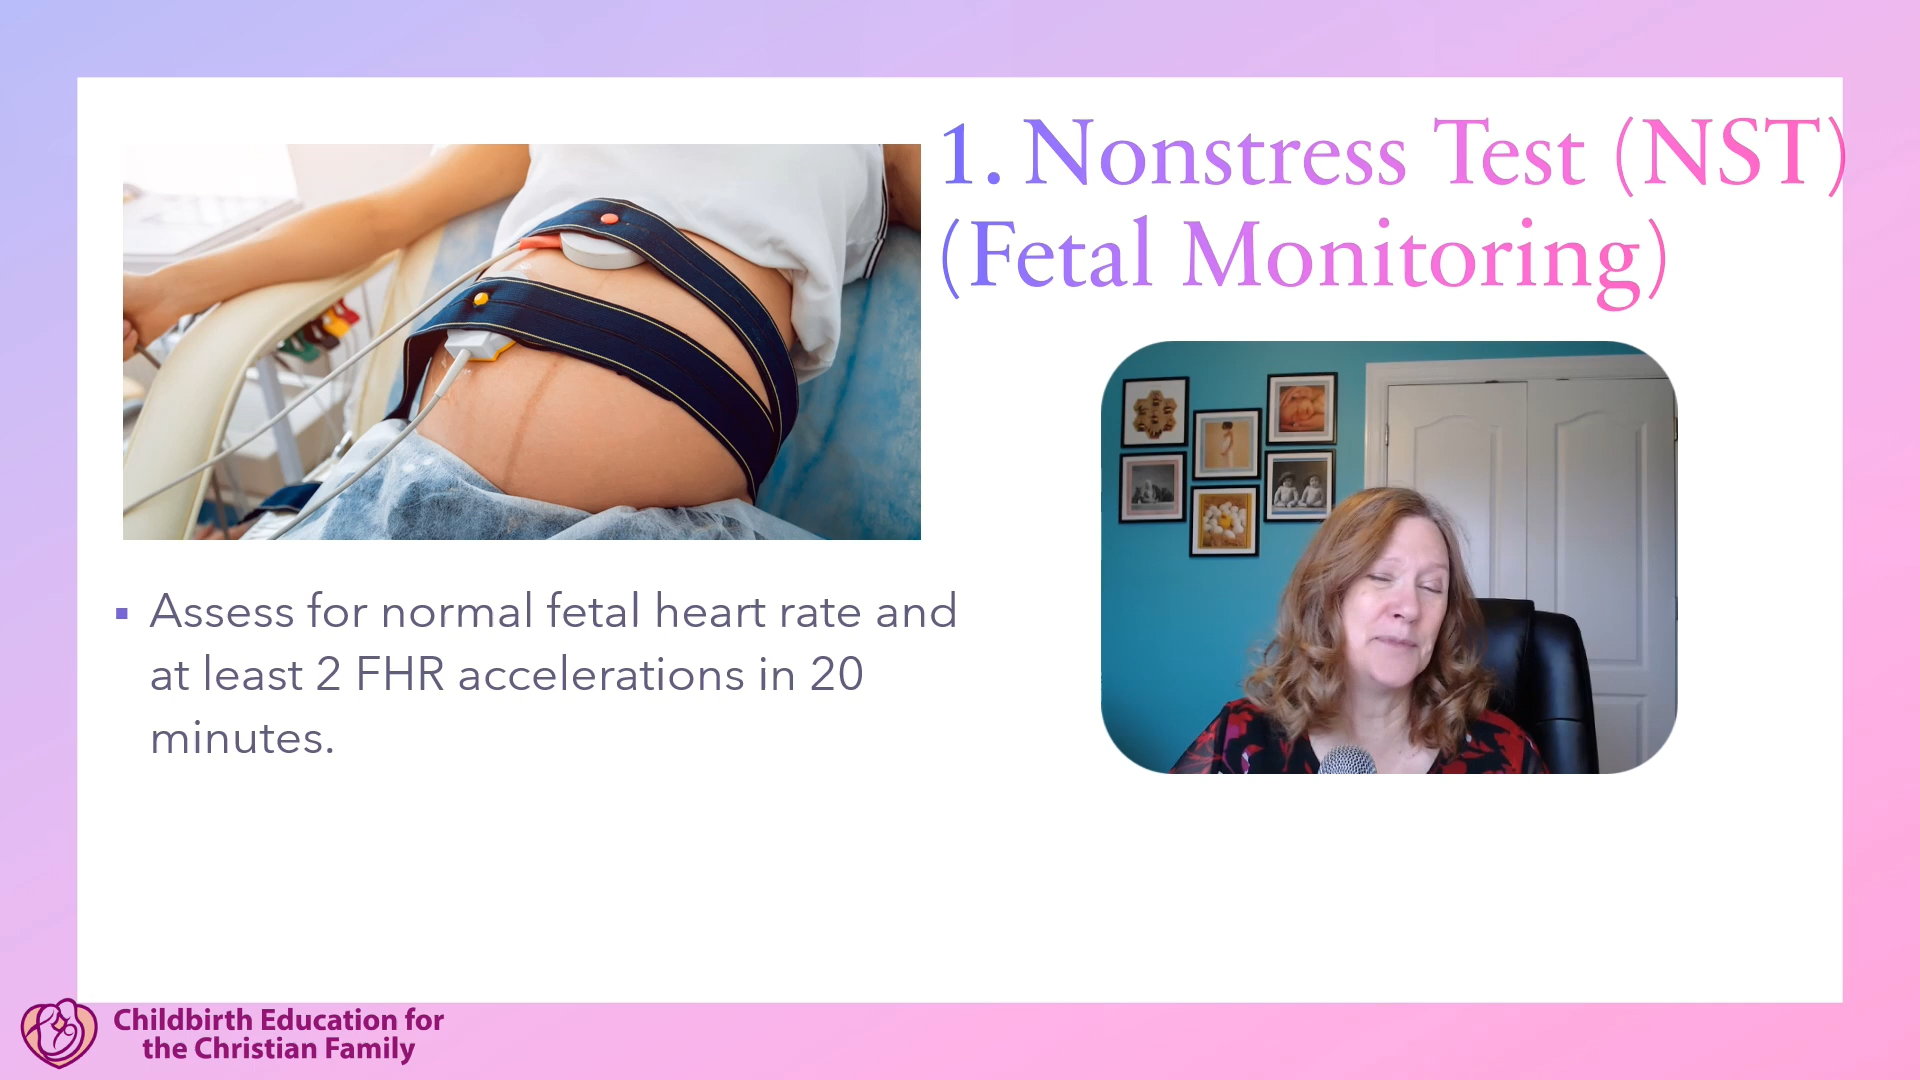 1. Nonstress Test (NST)
(Fetal Monitoring)
▪ Assess for normal fetal heart rate and
at least 2 FHR accelerations in 20
minutes.
Childbirth Education for
the Christian Family